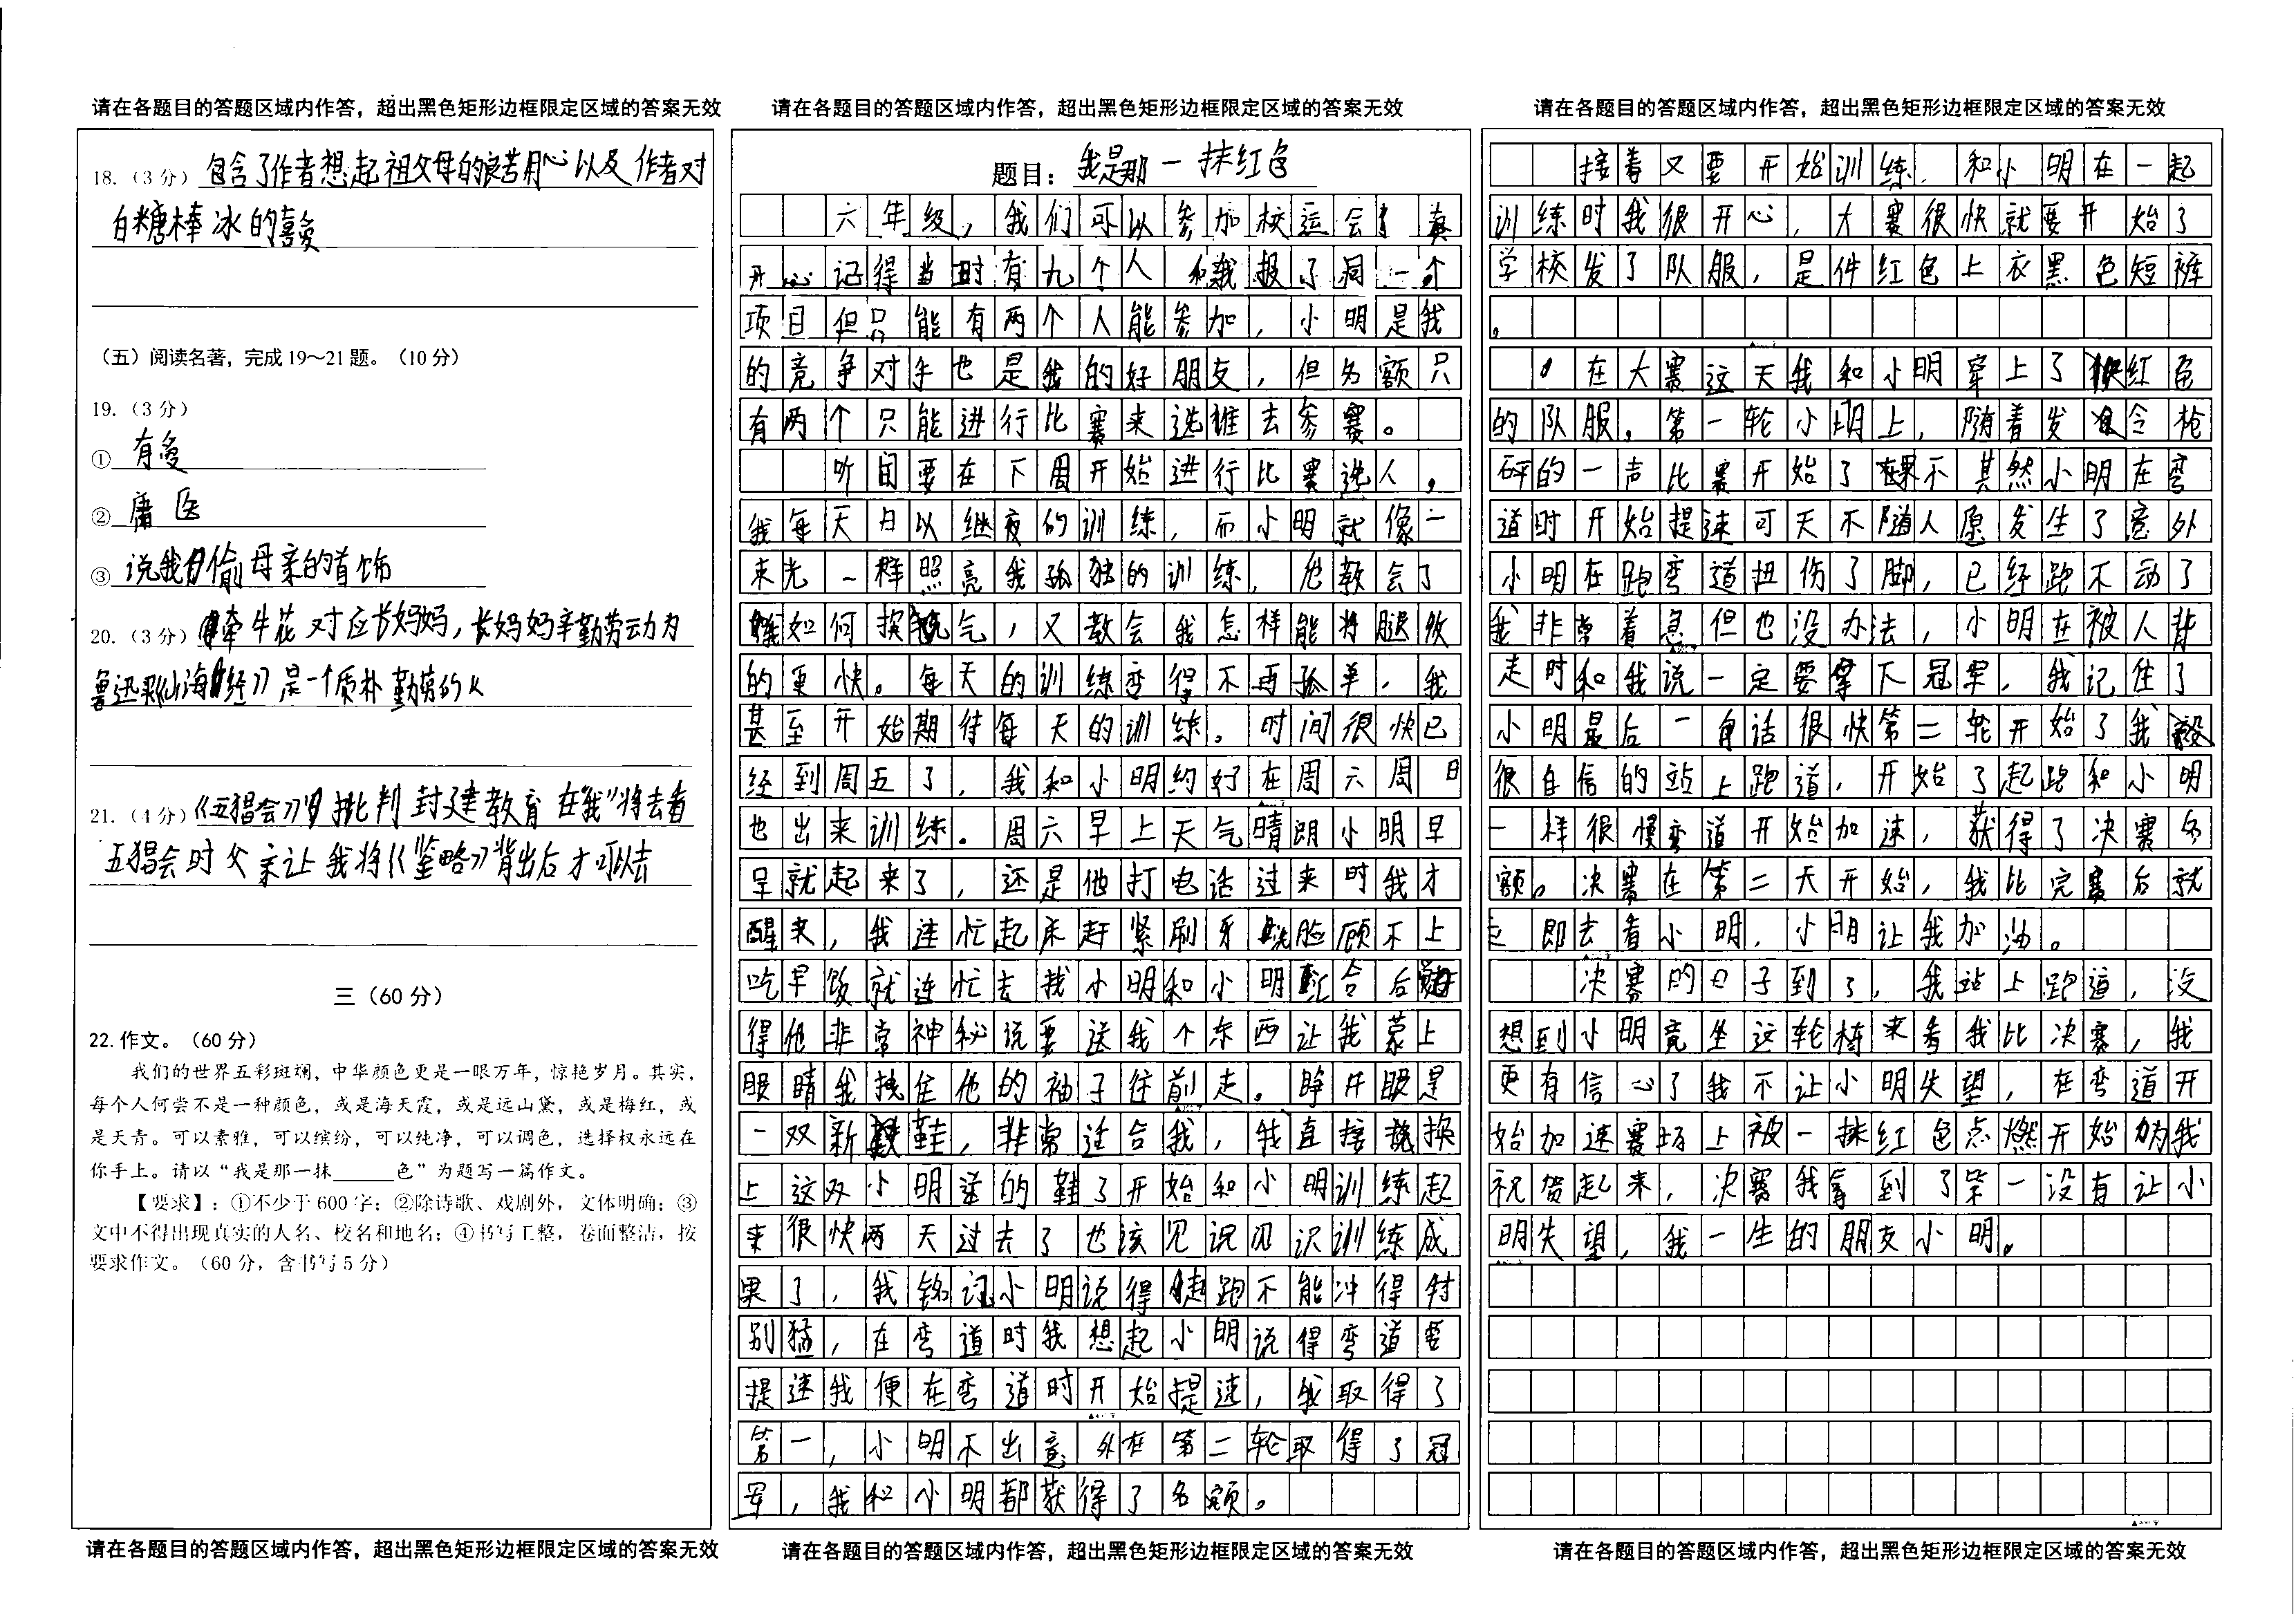 请在各题目的答题区域内作答，超出黑色矩形边框限定区域的答案无效
18.（3分）包含了作者想起祖父母的良苦用心以及作者对
白糖棒冰的喜爱
（五）阅读名著，完成19～21题。（10分）
19.（3分）
① 有趣
② 庸医
③ 说我偷母亲的首饰
20.（3分）牵牛花对应长妈妈，长妈妈辛勤劳动为
鲁迅买《山海经》是一个质朴勤劳的人
21.（4分）《五猖会》批判封建教育在“我”将去看
五猖会时父亲让我将《鉴略》背出后才可以去
三（60分）
22.作文。（60分）
我们的世界五彩斑斓，中华颜色更是一眼万年，惊艳岁月。其实，
每个人何尝不是一种颜色，或是海天霞，或是远山黛，或是梅红，或
是天青。可以素雅，可以缤纷，可以纯净，可以调色，选择权永远在
你手上。请以“我是那一抹______色”为题写一篇作文。
【要求】：①不少于600字；②除诗歌、戏剧外，文体明确；③
文中不得出现真实的人名、校名和地名；④书写工整，卷面整洁，按
要求作文。（60分，含书写5分）
请在各题目的答题区域内作答，超出黑色矩形边框限定区域的答案无效
请在各题目的答题区域内作答，超出黑色矩形边框限定区域的答案无效
题目：我是那一抹红色
六年级，我们可以参加校运会了真
开心记得当时有九个人和我报了同一个
项目但只能有两个人能参加，小明是我
的竞争对手也是我的好朋友，但名额只
有两个只能进行比赛来选谁去参赛。
听闻要在下周开始进行比赛选人，
我每天日以继夜的训练，而小明就像一
束光一样照亮我孤独的训练，他教会了
我如何换气，又教会我怎样能将腿收
的更快。每天的训练变得不再孤单，我
甚至开始期待每天的训练。时间很快已
经到周五了，我和小明约好在周六周日
也出来训练。周六早上天气晴朗小明早
早就起来了，还是他打电话过来时我才
醒来，我连忙起床赶紧刷牙洗脸顾不上
吃早饭就连忙去找小明和小明汇合后觉
得他非常神秘说要送我个东西让我蒙上
眼睛我拽住他的袖子往前走。睁开眼是
一双新鞋，非常适合我，我直接就换
上这双小明送的鞋了开始和小明训练起
来很快两天过去了也该见识见识训练成
果了，我铭记小明说得起跑不能冲得特
别猛，在弯道时我想起小明说得弯道要
提速我便在弯道时开始提速，我取得了
第一，小明不出意外在第二轮取得了冠
军，我和小明都获得了名额。
请在各题目的答题区域内作答，超出黑色矩形边框限定区域的答案无效
请在各题目的答题区域内作答，超出黑色矩形边框限定区域的答案无效
接着又要开始训练，和小明在一起
训练时我很开心，大赛很快就要开始了
学校发了队服，是件红色上衣黑色短裤
。
在大赛这天我和小明穿上了红色
的队服。第一轮小明上，随着发令枪
砰的一声比赛开始了果不其然小明在弯
道时开始提速可天不随人愿发生了意外
小明在跑弯道扭伤了脚，已经跑不动了
我非常着急但也没办法，小明在被人背
走时和我说一定要拿下冠军，我记住了
小明最后一句话很快第二轮开始了我
很自信的站上跑道，开始了起跑和小明
一样很慢弯道开始加速，获得了决赛名
额。决赛在第二天开始，我比完赛后就
立即去看小明，小明让我加油。
决赛的日子到了，我站上跑道，没
想到小明竟坐这轮椅来看我比决赛，我
更有信心了我不让小明失望，在弯道开
始加速赛场上被一抹红色点燃开始为我
祝贺起来，决赛我拿到了第一没有让小
明失望，我一生的朋友小明。
请在各题目的答题区域内作答，超出黑色矩形边框限定区域的答案无效